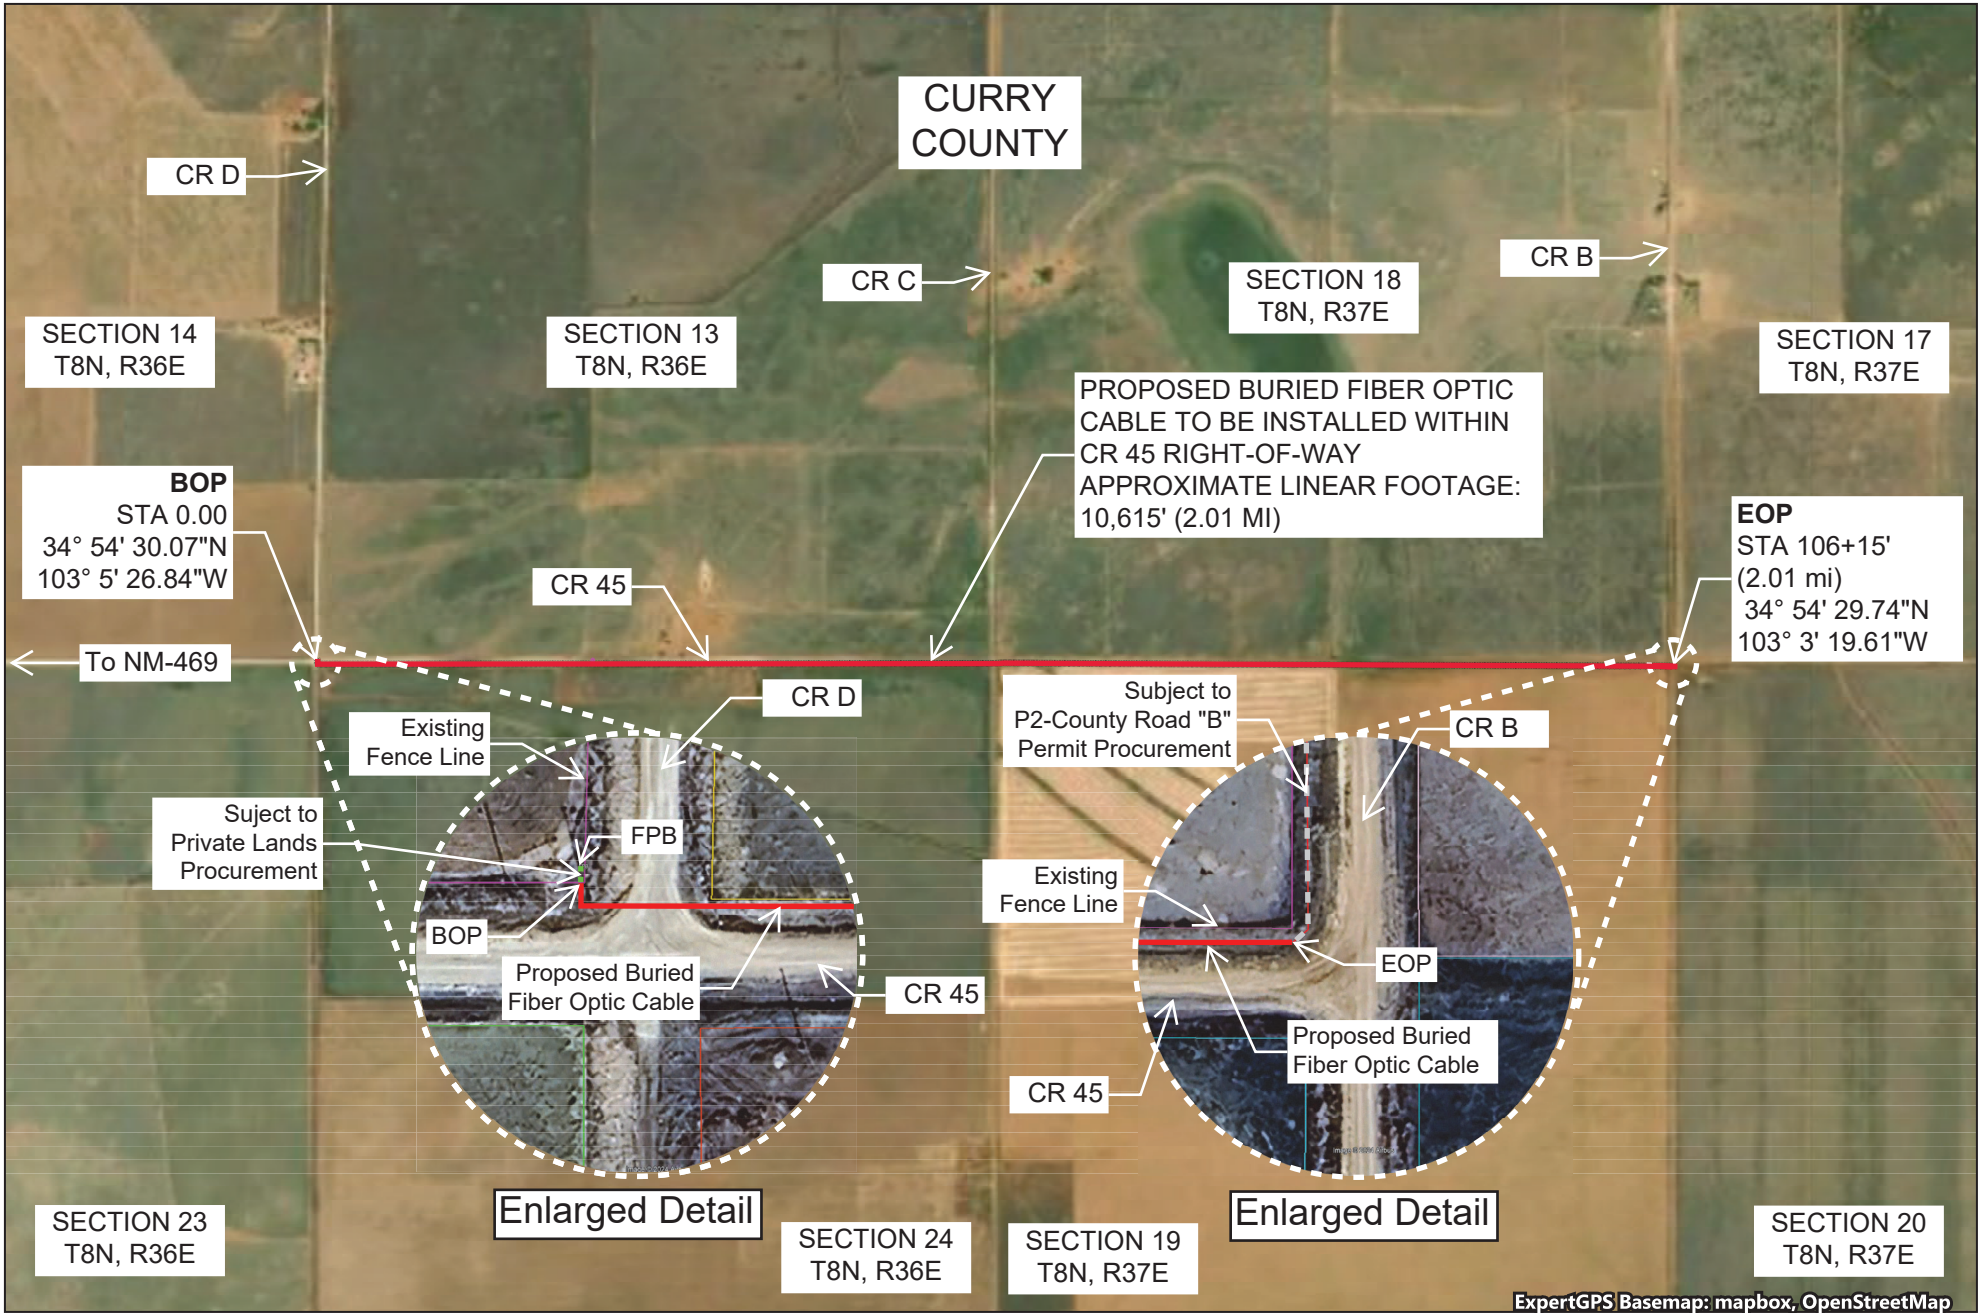 CURRY
COUNTY
CR D
CR C
CR B
SECTION 18
T8N, R37E
SECTION 14
T8N, R36E
SECTION 13
T8N, R36E
SECTION 17
T8N, R37E
PROPOSED BURIED FIBER OPTIC
CABLE TO BE INSTALLED WITHIN
CR 45 RIGHT-OF-WAY
APPROXIMATE LINEAR FOOTAGE:
10,615' (2.01 MI)
BOP
STA 0.00
34° 54' 30.07"N
103° 5' 26.84"W
EOP
STA 106+15'
(2.01 mi)
34° 54' 29.74"N
103° 3' 19.61"W
CR 45
To NM-469
CR D
Existing
Fence Line
Suject to
Private Lands
Procurement
FPB
BOP
Proposed Buried
Fiber Optic Cable
CR 45
Subject to
P2-County Road "B"
Permit Procurement
CR B
Existing
Fence Line
EOP
Proposed Buried
Fiber Optic Cable
CR 45
Enlarged Detail
Enlarged Detail
SECTION 23
T8N, R36E
SECTION 24
T8N, R36E
SECTION 19
T8N, R37E
SECTION 20
T8N, R37E
ExpertGPS Basemap: mapbox, OpenStreetMap